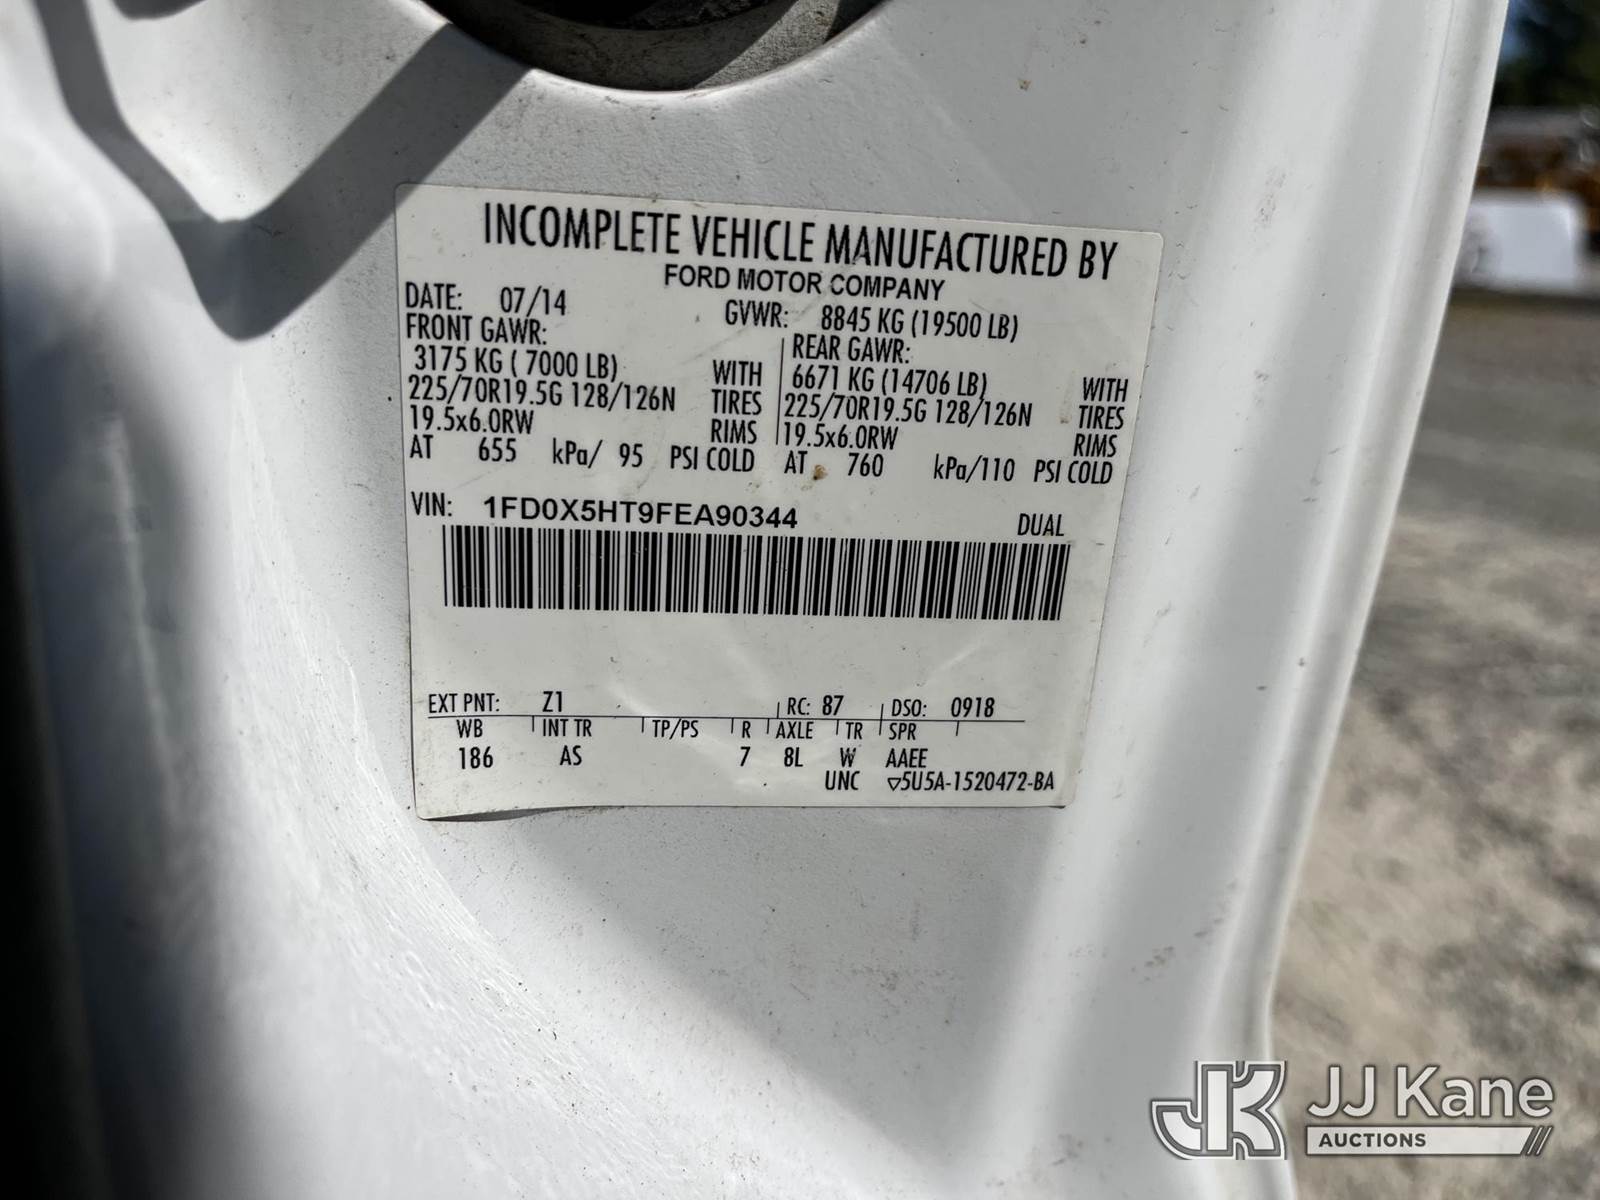 INCOMPLETE VEHICLE MANUFACTURED BY
FORD MOTOR COMPANY
DATE: 07/14 GVWR: 8845 KG (19500 LB)
FRONT GAWR: REAR GAWR:
3175 KG ( 7000 LB) WITH 6671 KG (14706 LB) WITH
225/70R19.5G 128/126N TIRES 225/70R19.5G 128/126N TIRES
19.5x6.0RW RIMS 19.5x6.0RW RIMS
AT 655 kPa/ 95 PSI COLD AT 760 kPa/110 PSI COLD
VIN: 1FD0X5HT9FEA90344 DUAL
EXT PNT: Z1 RC: 87 DSO: 0918
WB INT TR TP/PS R AXLE TR SPR
186 AS 7 8L W AAEE
UNC ▽5U5A-1520472-BA
JK JJ Kane
AUCTIONS